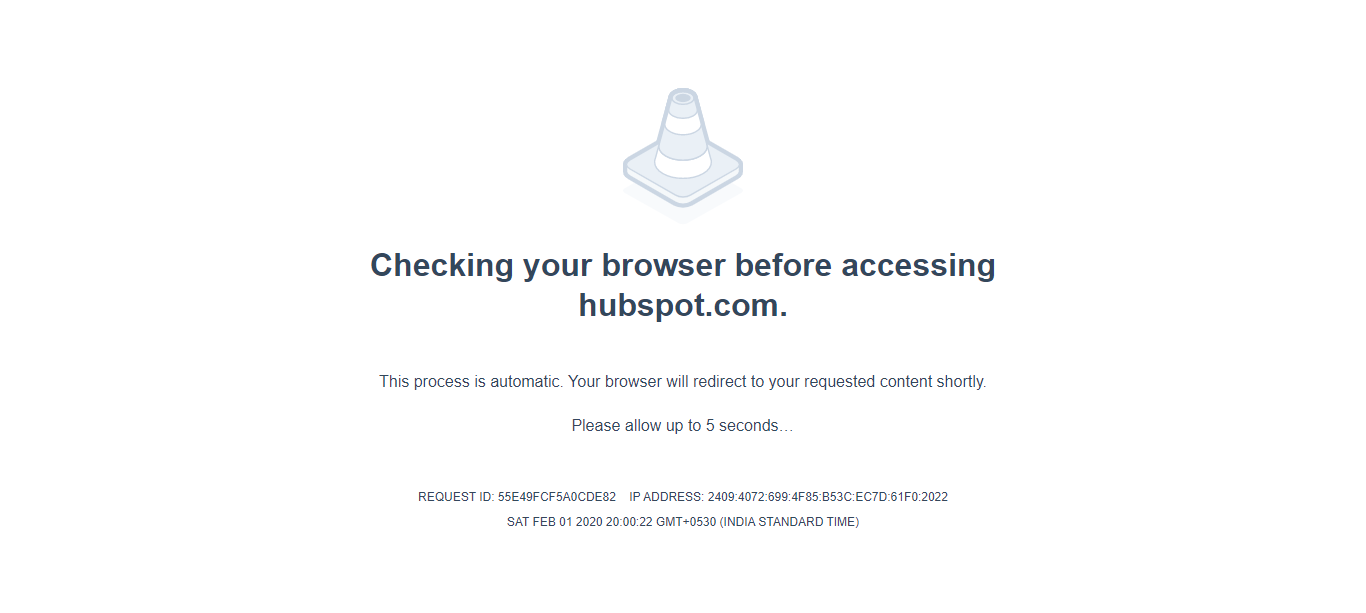 Checking your browser before accessing
hubspot.com.
This process is automatic. Your browser will redirect to your requested content shortly.
Please allow up to 5 seconds…
REQUEST ID: 55E49FCF5A0CDE82 IP ADDRESS: 2409:4072:699:4F85:B53C:EC7D:61F0:2022
SAT FEB 01 2020 20:00:22 GMT+0530 (INDIA STANDARD TIME)